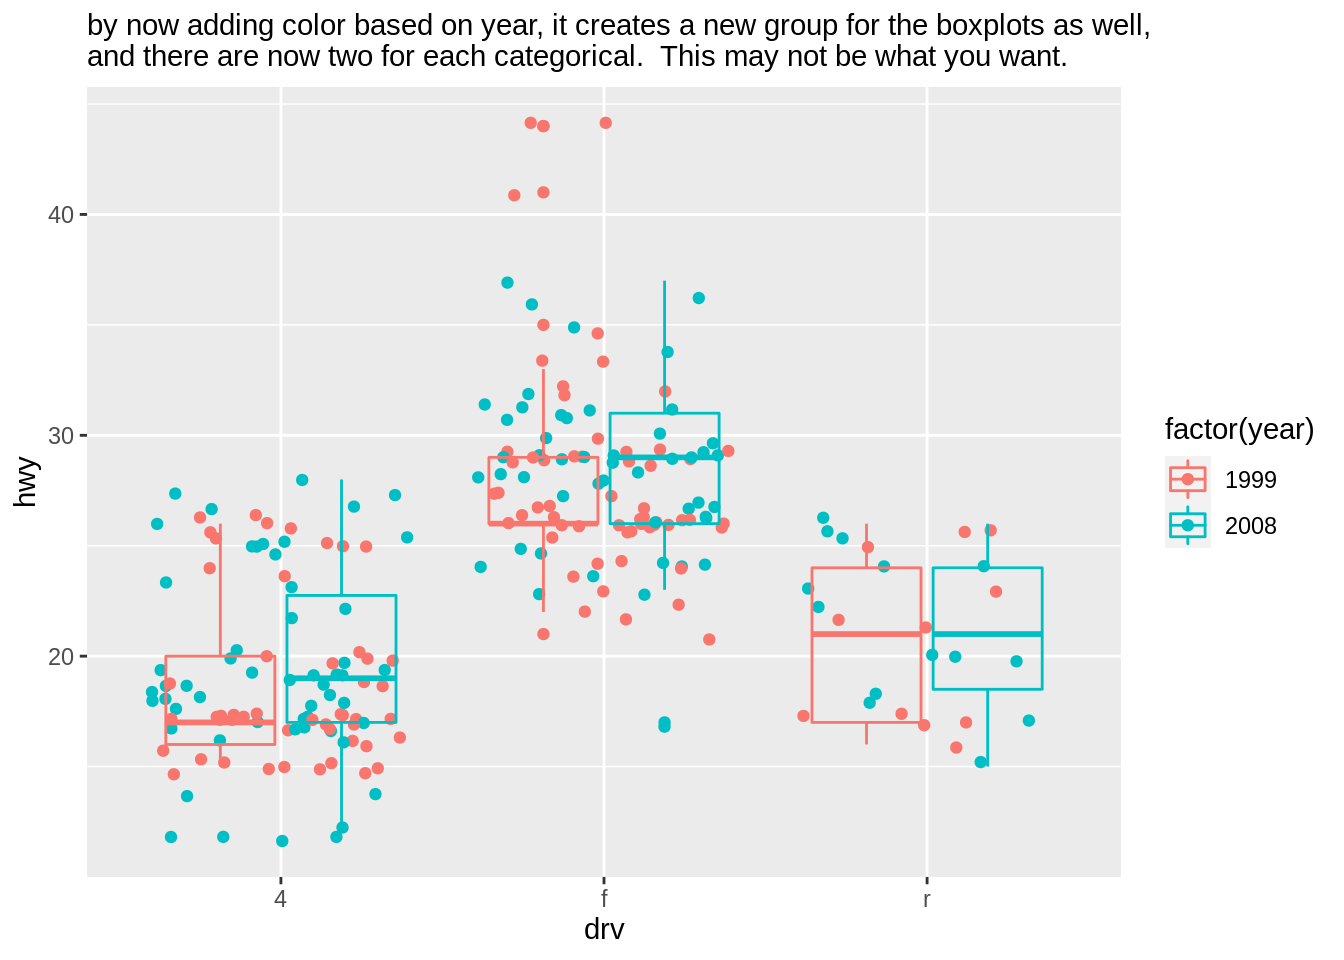 by now adding color based on year, it creates a new group for the boxplots as well,
and there are now two for each categorical.  This may not be what you want.
40
30
20
hwy
4
f
r
drv
factor(year)
1999
2008